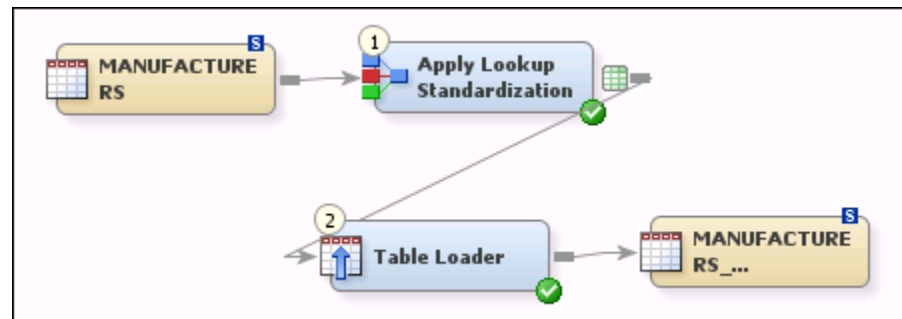 S
MANUFACTURE
RS
1
Apply Lookup
Standardization
2
Table Loader
S
MANUFACTURE
RS_...